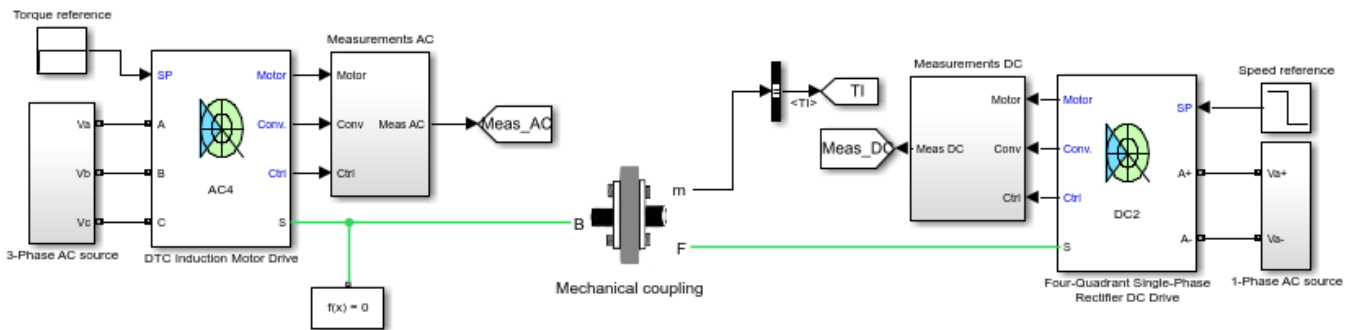 Torque reference
SP
A
B
C
AC4
Motor
Conv.
Ctrl
S
DTC Induction Motor Drive
Va
Vb
Vc
3-Phase AC source
Measurements AC
Motor
Conv
Ctrl
Meas AC
Meas_AC
f(x) = 0
B
m
F
Mechanical coupling
<TI>
TI
Meas_DC
Measurements DC
Motor
Conv
Ctrl
Meas DC
Motor
Conv.
Ctrl
S
SP
A+
A-
DC2
Four-Quadrant Single-Phase
Rectifier DC Drive
Speed reference
Va+
Va-
1-Phase AC source